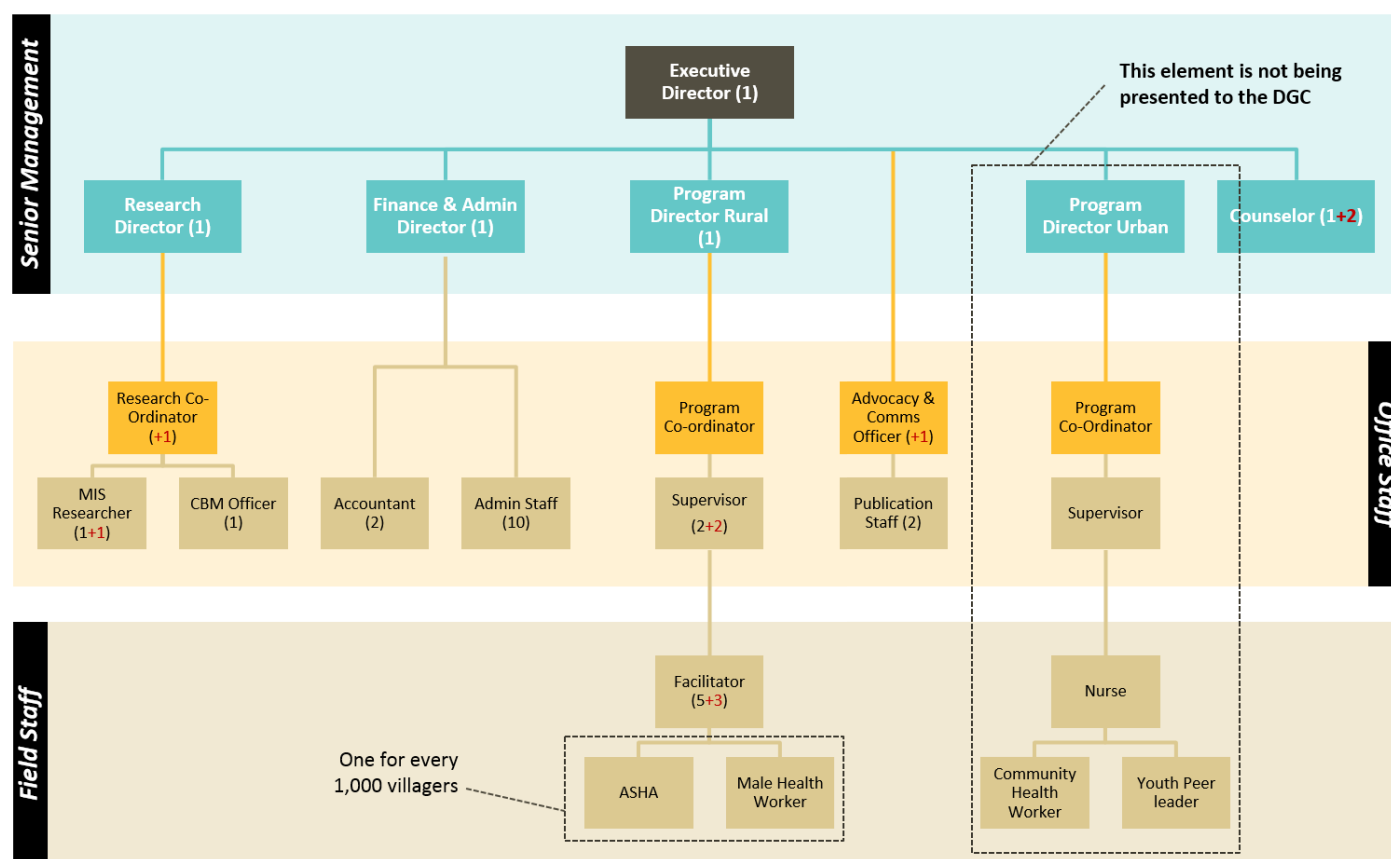 Senior Management
Executive
Director (1)
This element is not being
presented to the DGC
Research
Director (1)
Finance & Admin
Director (1)
Program
Director Rural
(1)
Program
Director Urban
Counselor (1+2)
Office Staff
Research Co-
Ordinator
(+1)
Program
Co-ordinator
Advocacy &
Comms
Officer (+1)
Program
Co-Ordinator
MIS
Researcher
(1+1)
CBM Officer
(1)
Accountant
(2)
Admin Staff
(10)
Supervisor
(2+2)
Publication
Staff (2)
Supervisor
Field Staff
Facilitator
(5+3)
Nurse
One for every
1,000 villagers
ASHA
Male Health
Worker
Community
Health
Worker
Youth Peer
leader